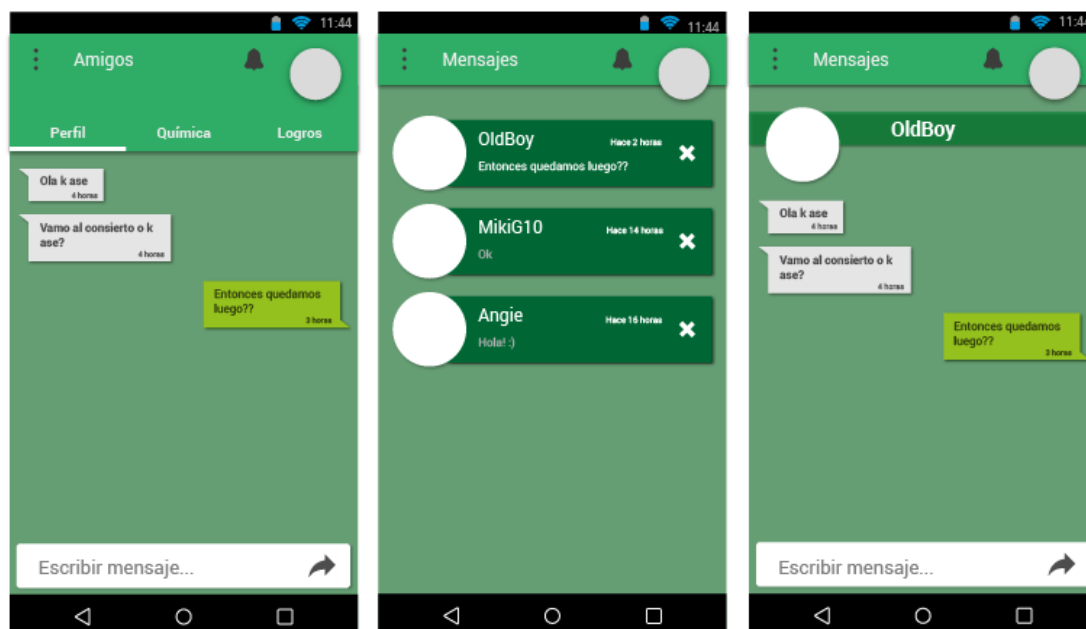 11:44
Amigos
Perfil Química Logros
Ola k ase
4 horas
Vamo al consierto o k
ase?
4 horas
Entonces quedamos
luego??
3 horas
Escribir mensaje...
11:44
Mensajes
OldBoy Hace 2 horas
Entonces quedamos luego??
MikiG10 Hace 14 horas
Ok
Angie Hace 16 horas
Hola! :)
11:44
Mensajes
OldBoy
Ola k ase
4 horas
Vamo al consierto o k
ase?
4 horas
Entonces quedamos
luego??
3 horas
Escribir mensaje...